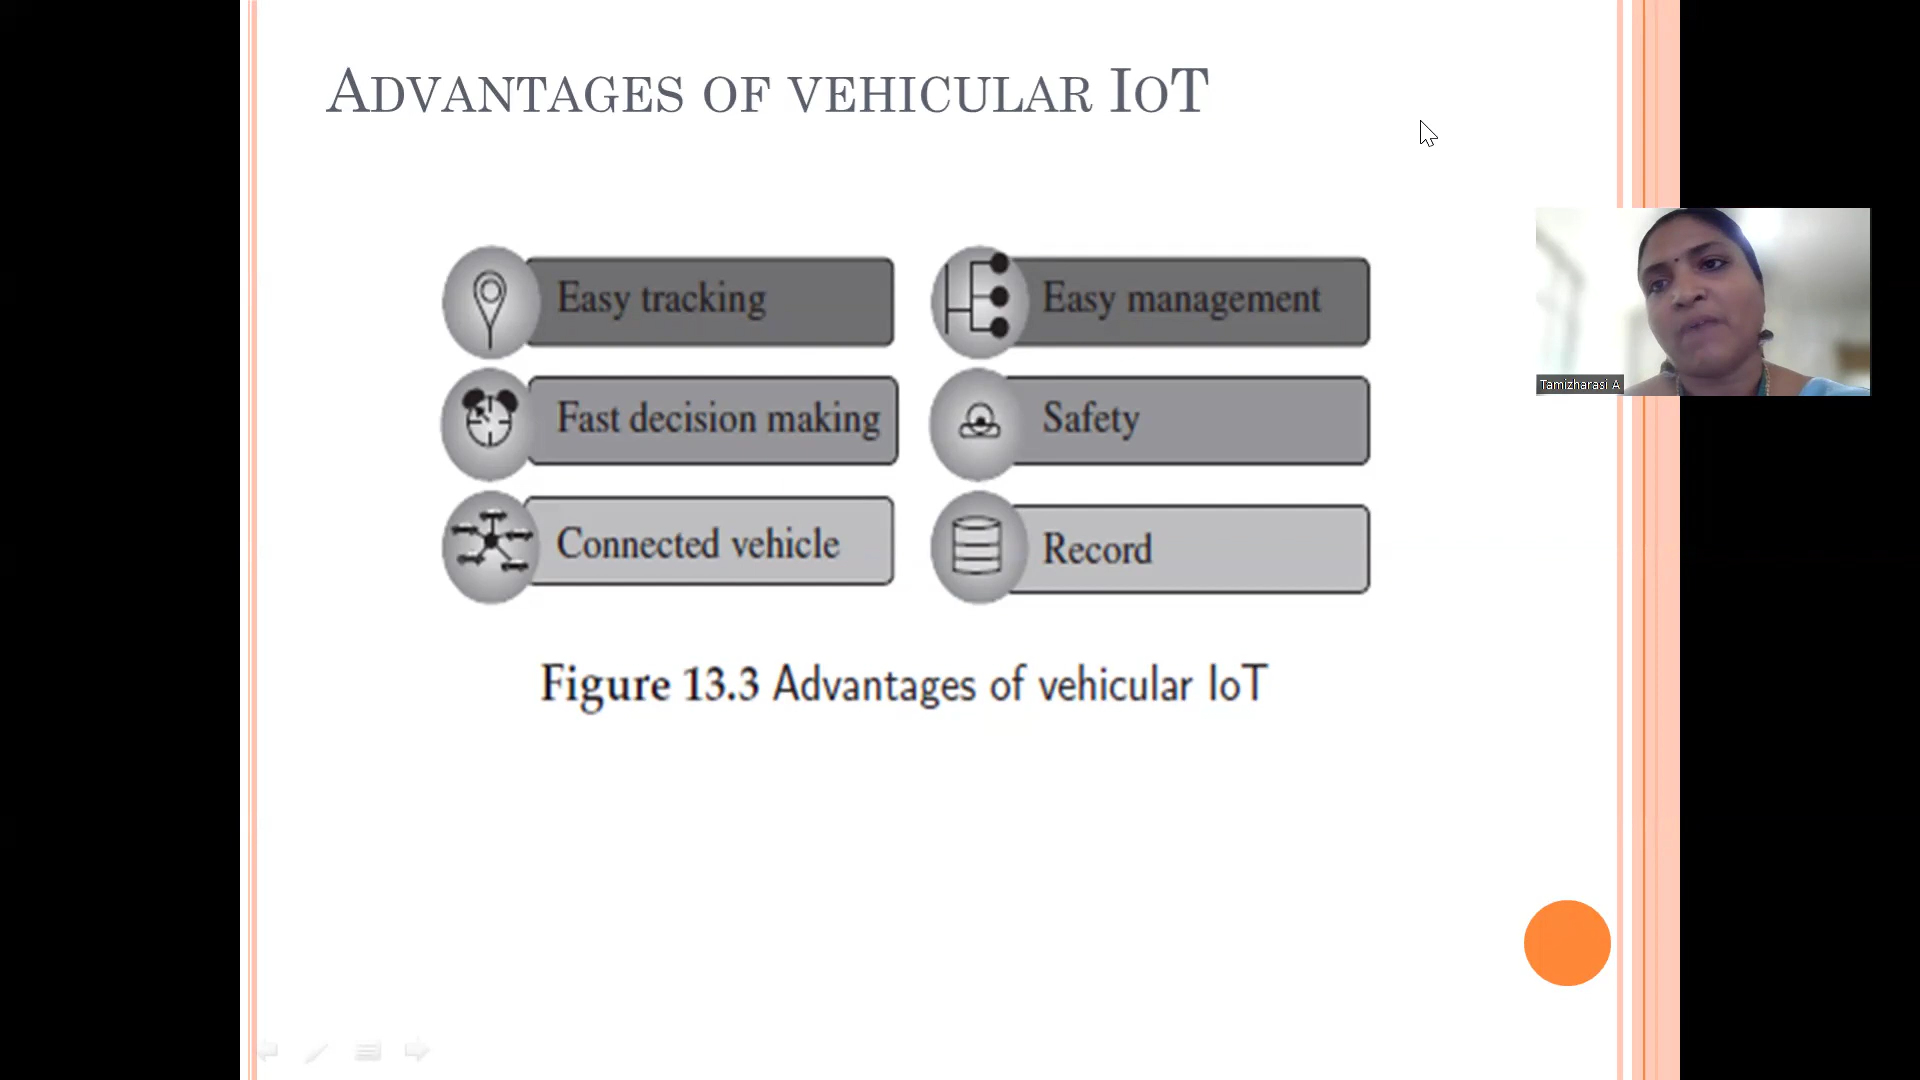 ADVANTAGES OF VEHICULAR IOT
Easy tracking
Easy management
Fast decision making
Safety
Connected vehicle
Record
Figure 13.3 Advantages of vehicular IoT
Tamizharasi A